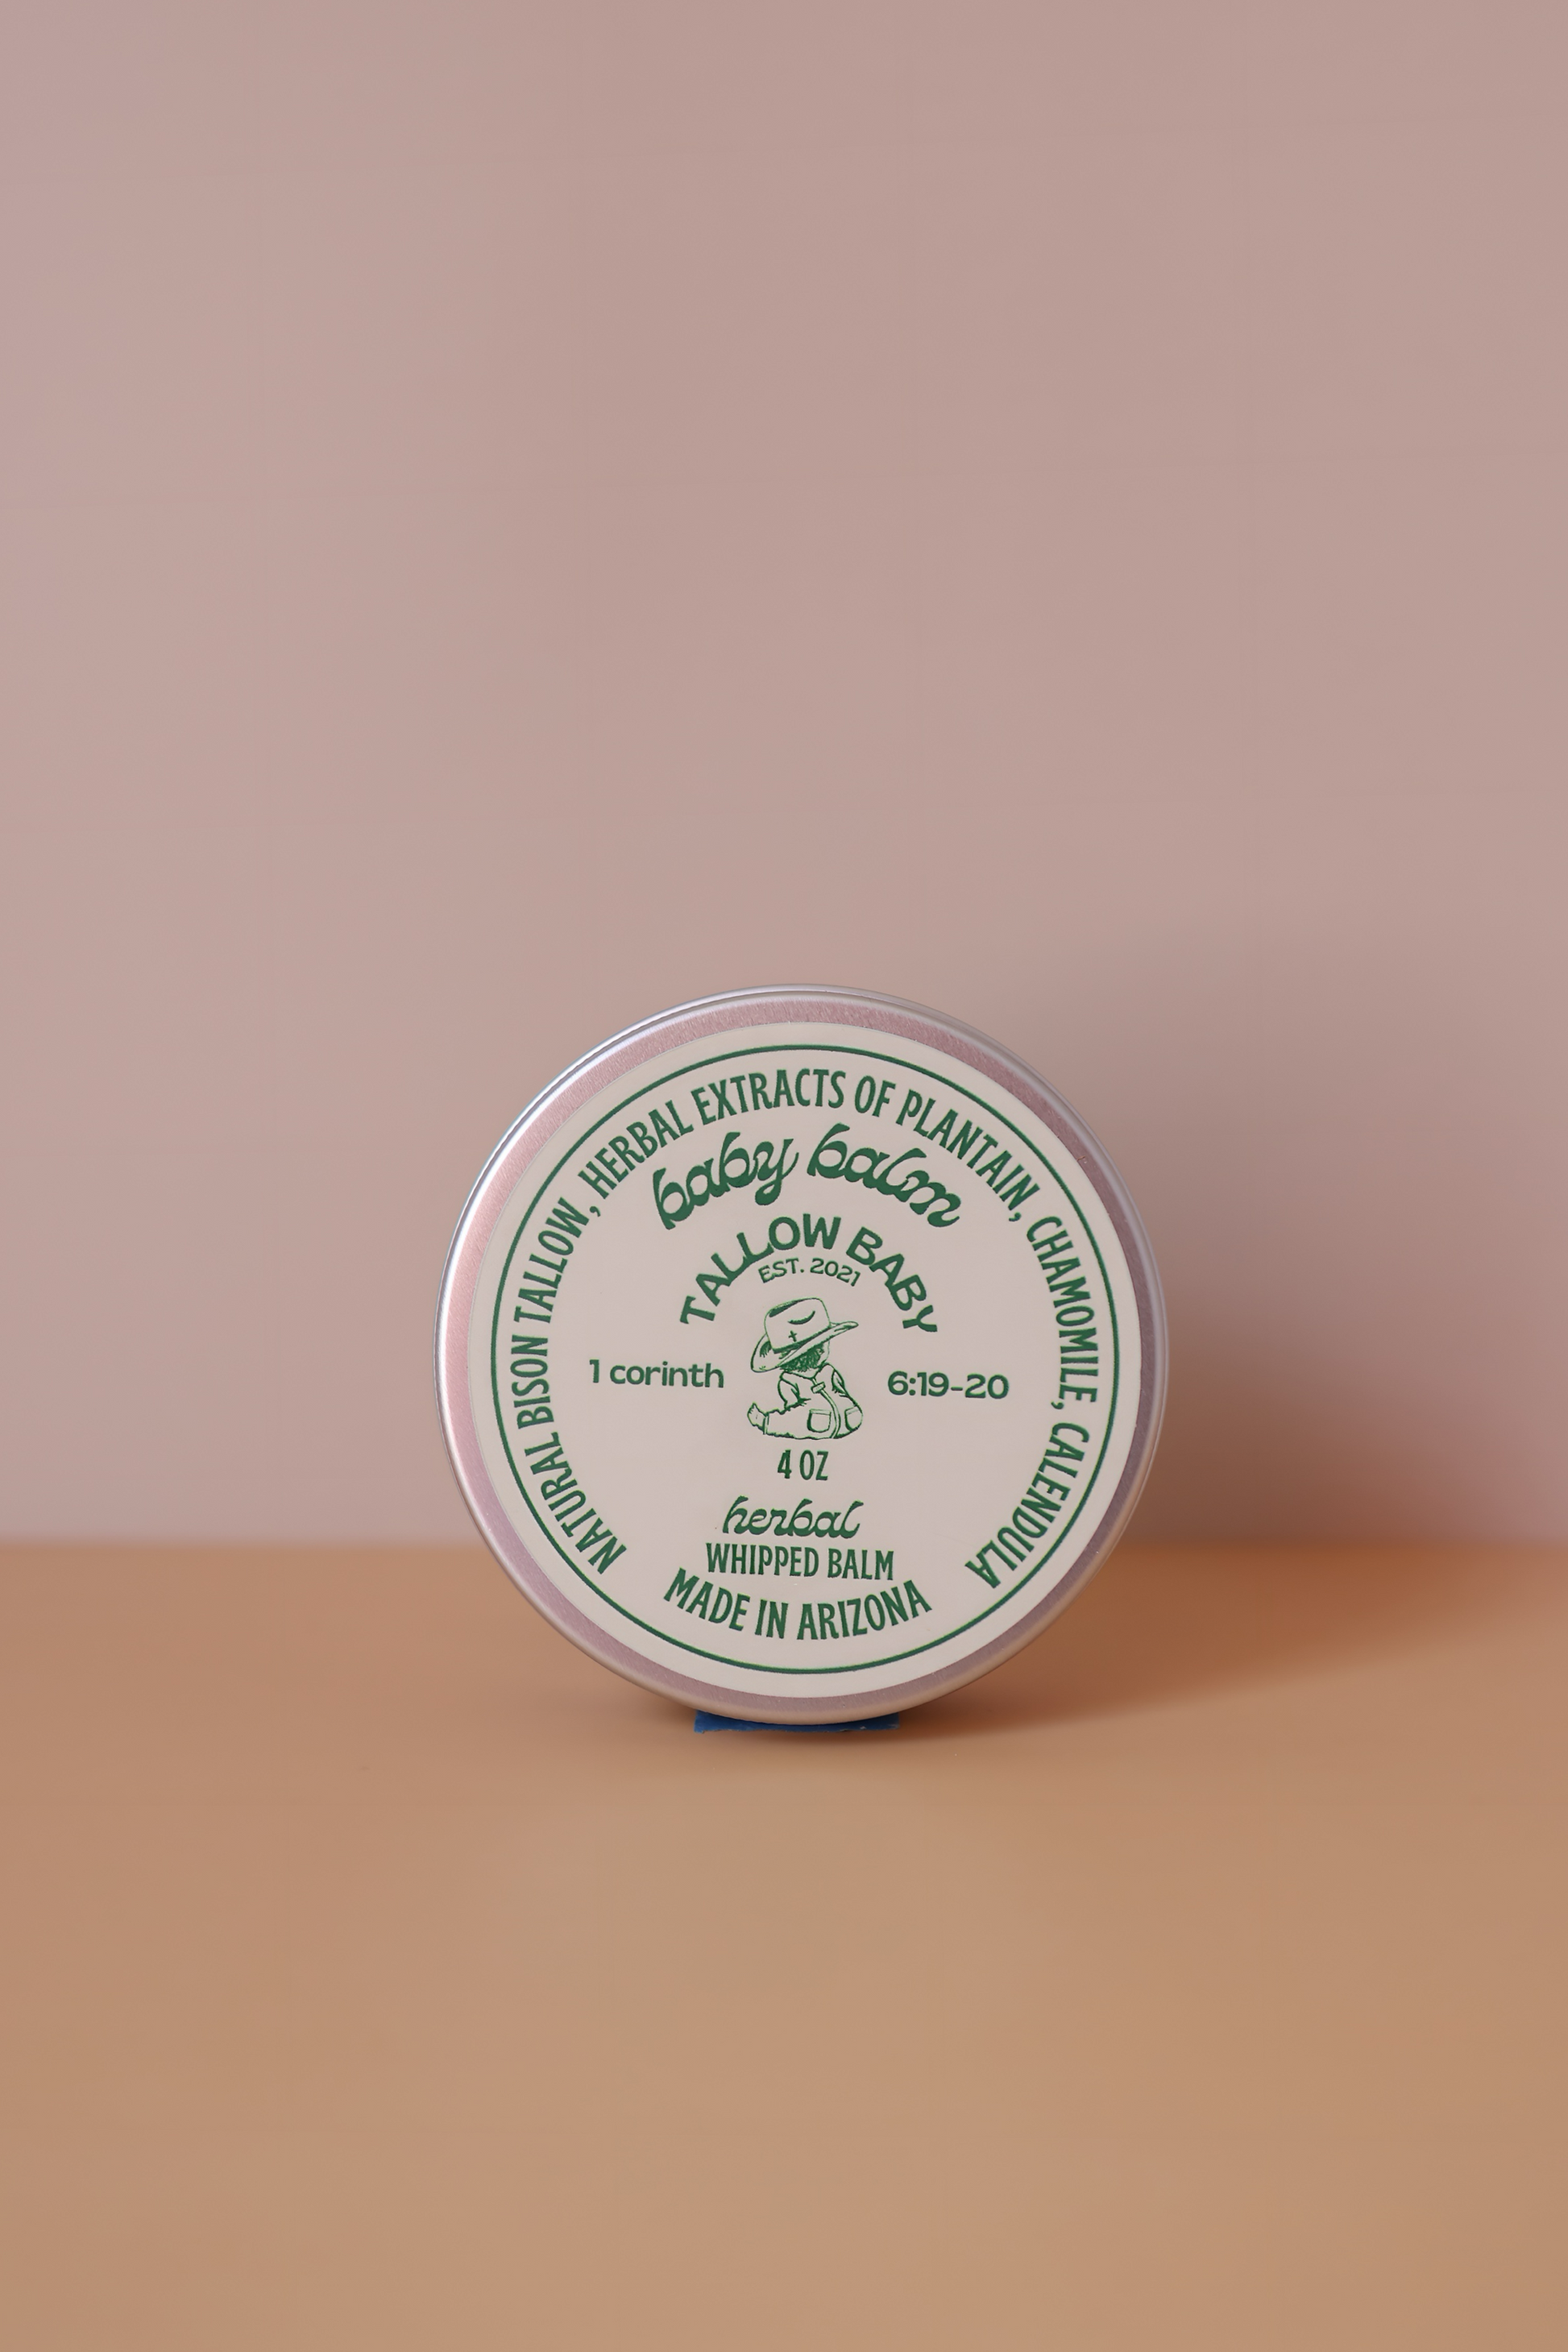 NATURAL BISON TALLOW, HERBAL EXTRACTS OF PLANTAIN, CHAMOMILE, CALENDULA
baby balm
TALLOW BABY
EST. 2021
1 corinth 6:19-20
4 OZ
herbal
WHIPPED BALM
MADE IN ARIZONA